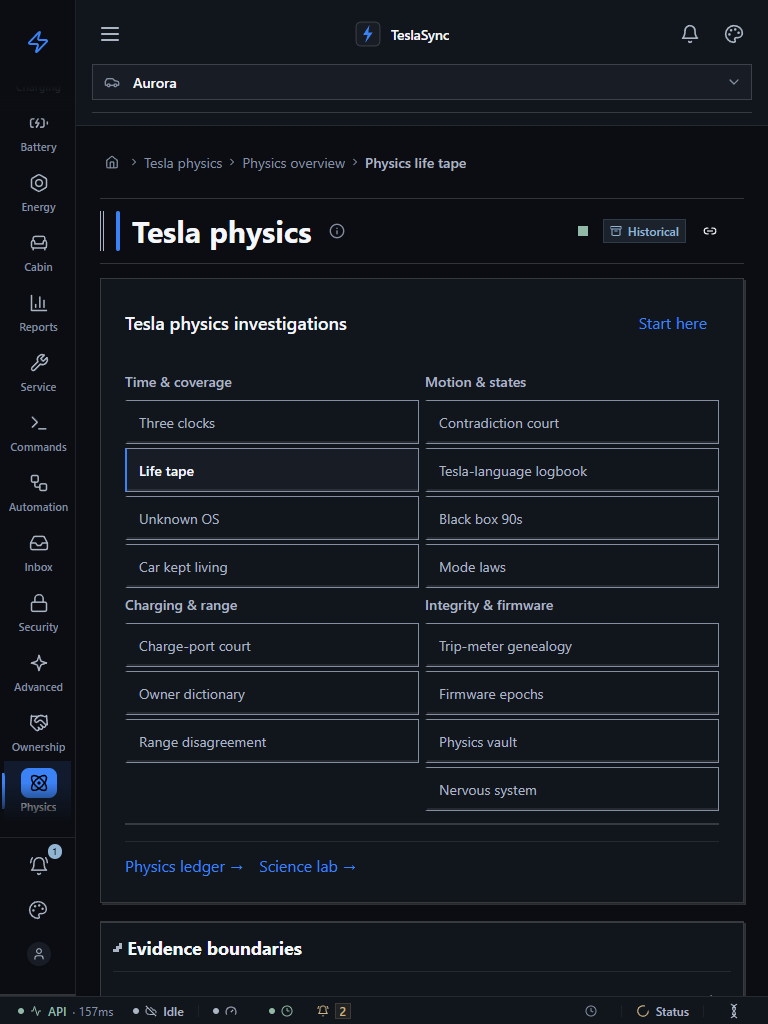 TeslaSync
Aurora
Charging
Battery
Energy
Cabin
Reports
Service
Commands
Automation
Inbox
Security
Advanced
Ownership
Physics
1
Tesla physics > Physics overview > Physics life tape
Tesla physics
Historical
Tesla physics investigations
Start here
Time & coverage
Three clocks
Life tape
Unknown OS
Car kept living
Motion & states
Contradiction court
Tesla-language logbook
Black box 90s
Mode laws
Charging & range
Charge-port court
Owner dictionary
Range disagreement
Integrity & firmware
Trip-meter genealogy
Firmware epochs
Physics vault
Nervous system
Physics ledger → Science lab →
Evidence boundaries
API · 157ms Idle 2 Status